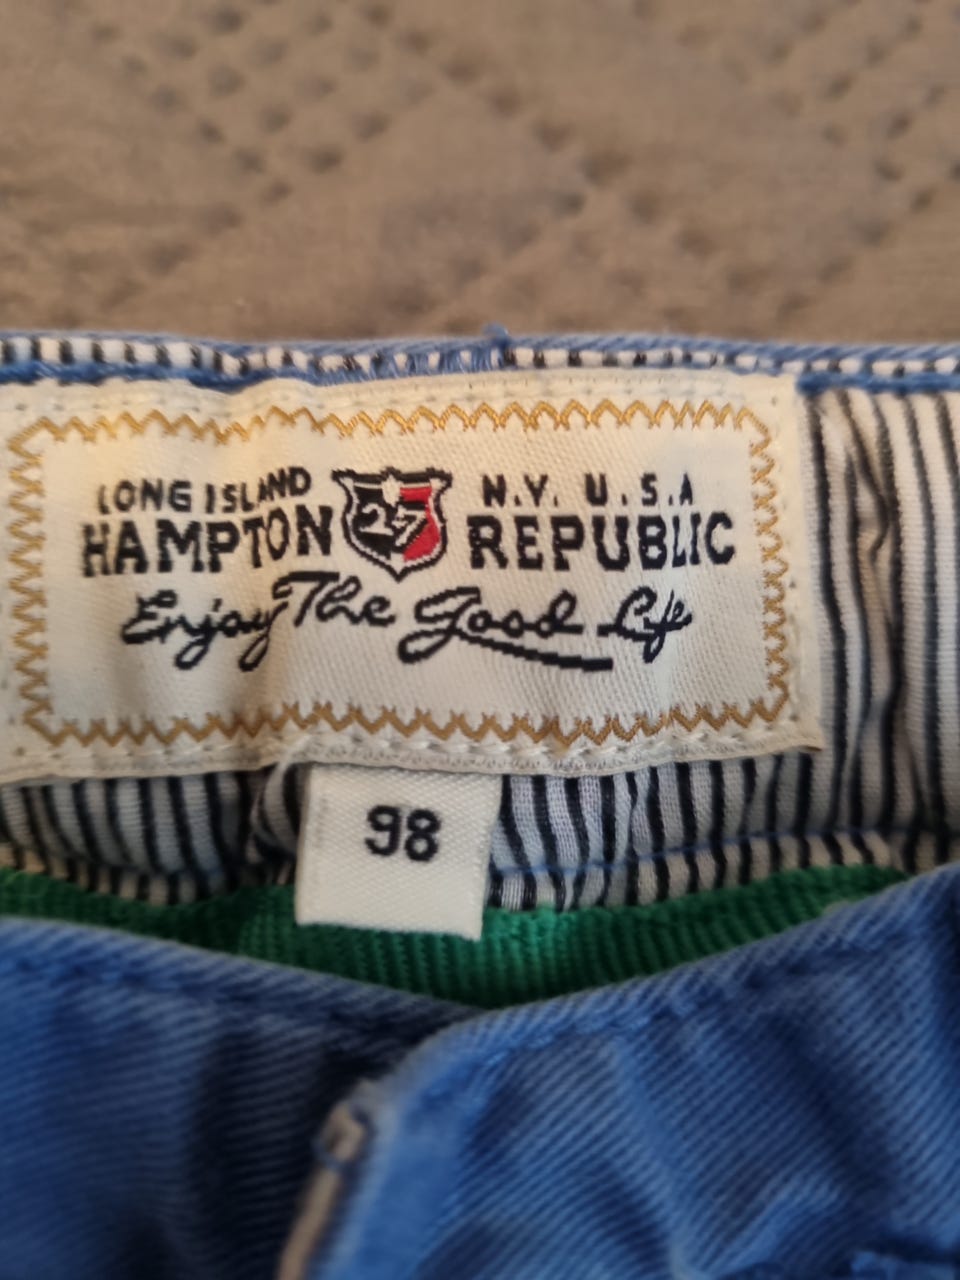 LONG ISLAND N.Y. U.S.A
HAMPTON 27 REPUBLIC
Enjoy The Good Life
98